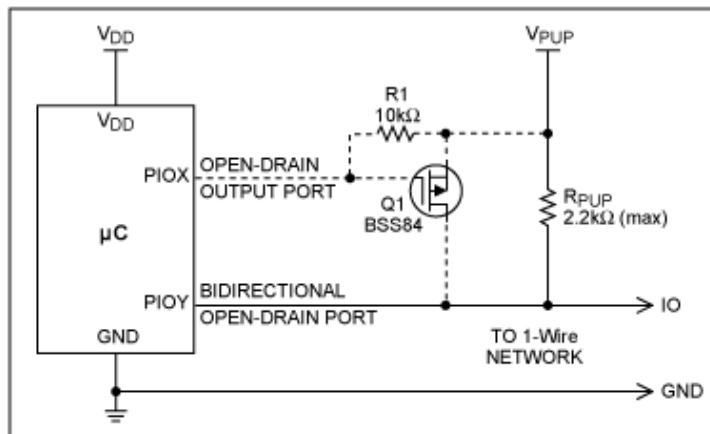 VDD
VPUP
VDD
R1
10kΩ
PIOX
OPEN-DRAIN
OUTPUT PORT
Q1
BSS84
RPUP
2.2kΩ (max)
µC
PIOY
BIDIRECTIONAL
OPEN-DRAIN PORT
IO
GND
TO 1-Wire
NETWORK
GND